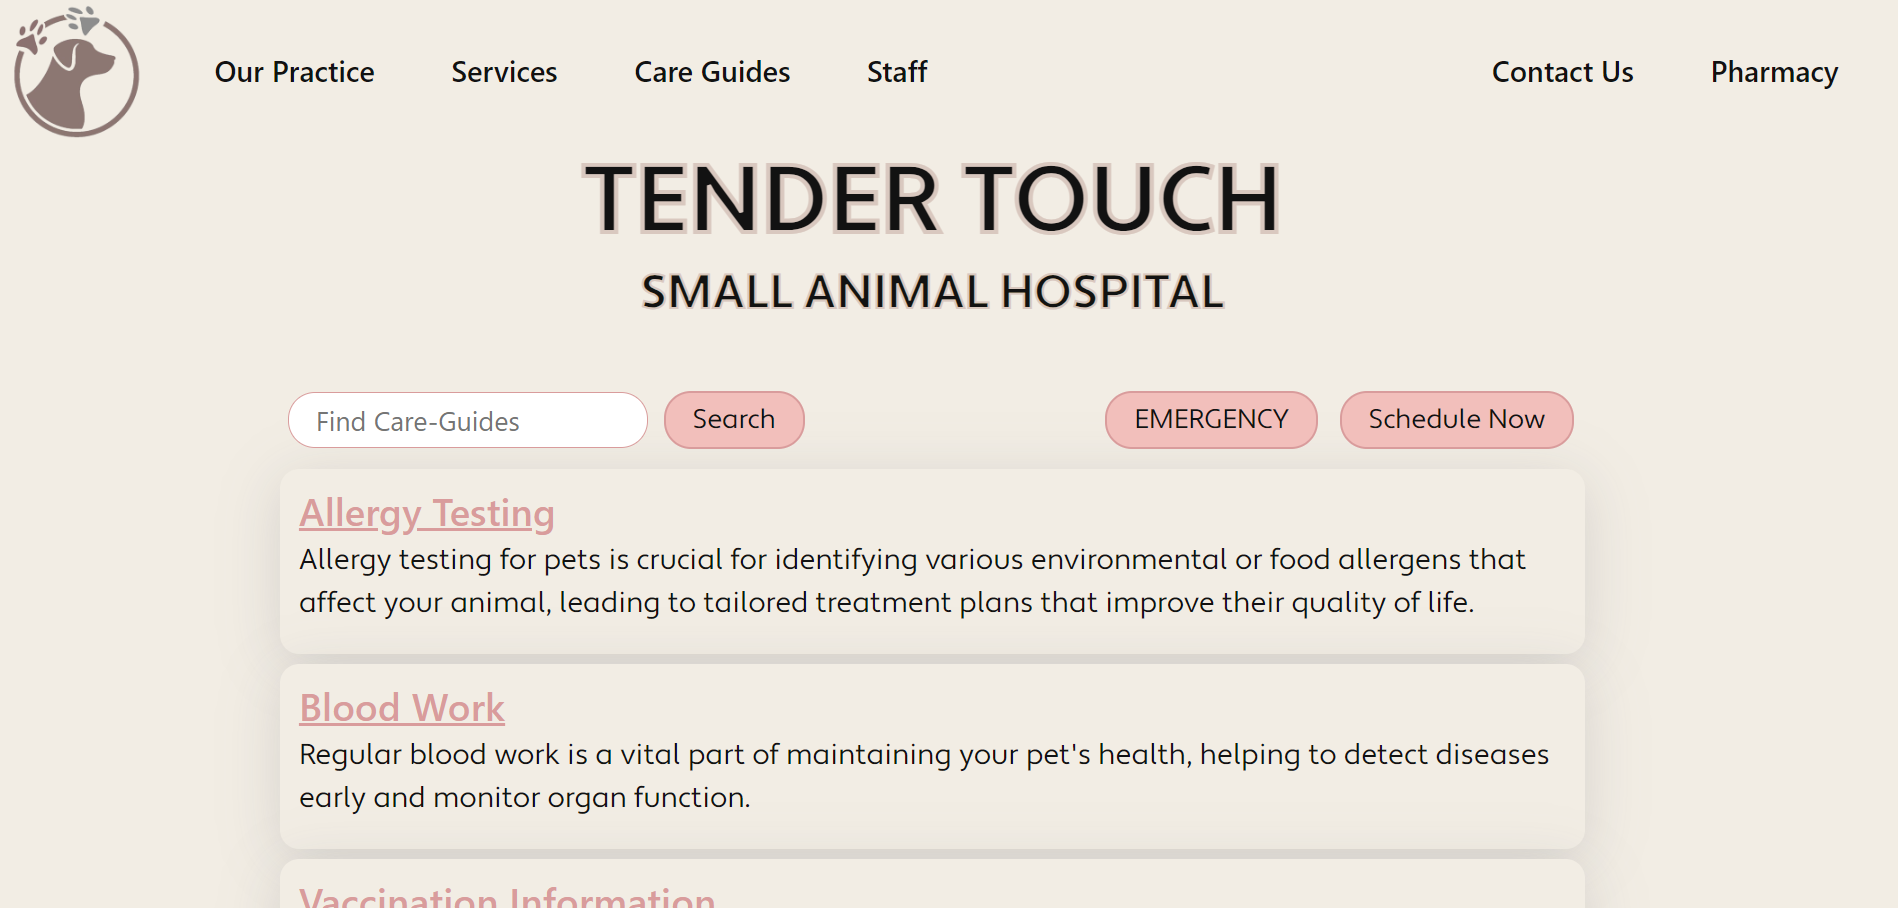 Our Practice Services Care Guides Staff Contact Us Pharmacy
TENDER TOUCH
SMALL ANIMAL HOSPITAL
Find Care-Guides Search EMERGENCY Schedule Now
Allergy Testing
Allergy testing for pets is crucial for identifying various environmental or food allergens that
affect your animal, leading to tailored treatment plans that improve their quality of life.
Blood Work
Regular blood work is a vital part of maintaining your pet's health, helping to detect diseases
early and monitor organ function.
Vaccination Information